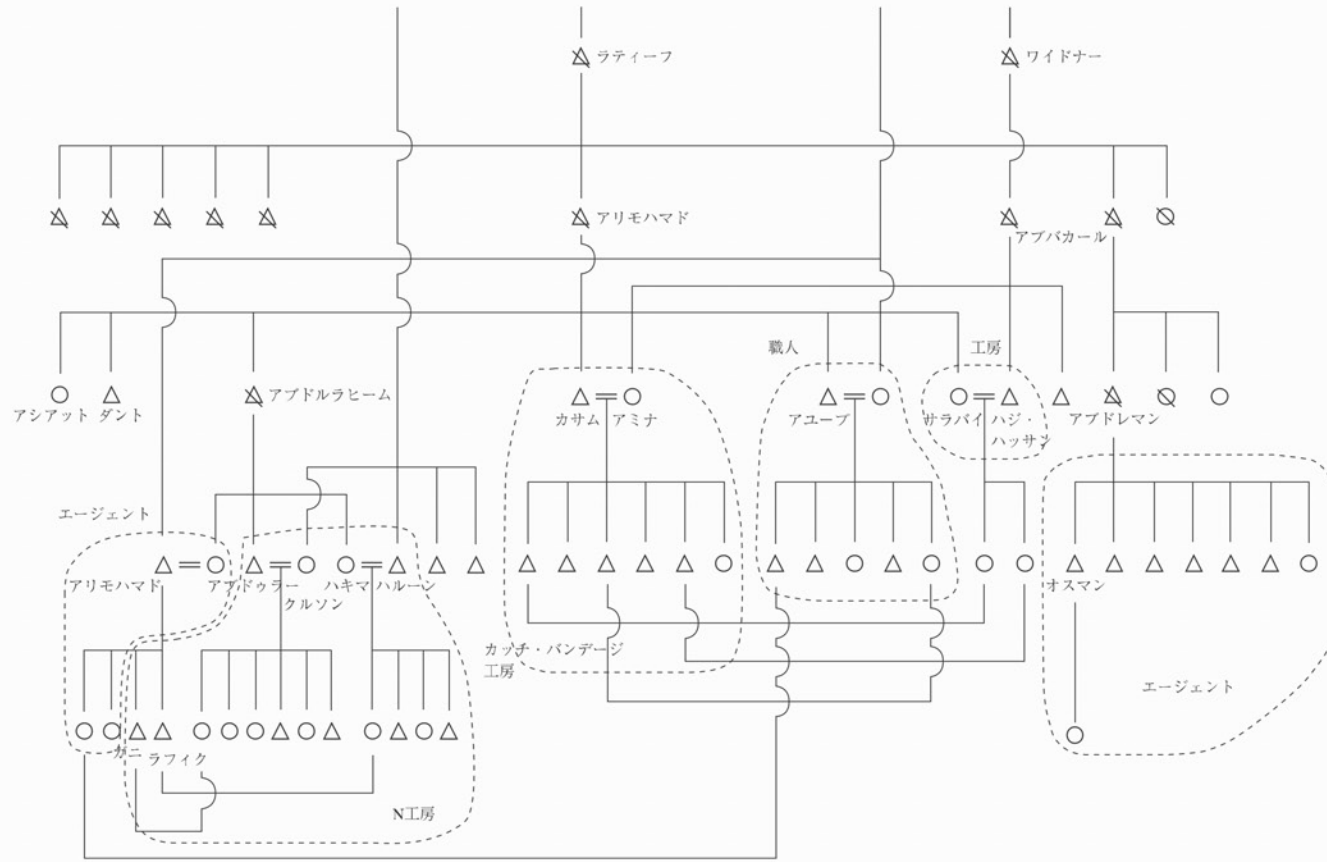 ラティーフ
ワイドナー
アリモハマド
アブバカール
職人
工房
アシアット
ダント
アブドルラヒーム
カサム
アミナ
アユーブ
サラバイ
ハジ・
ハッサン
アブドレマン
エージェント
アリモハマド
アブドゥラー
クルソン
ハキマ
ハルーン
オスマン
カッチ・バンデージ
工房
エージェント
ガニ
ラフィク
N工房